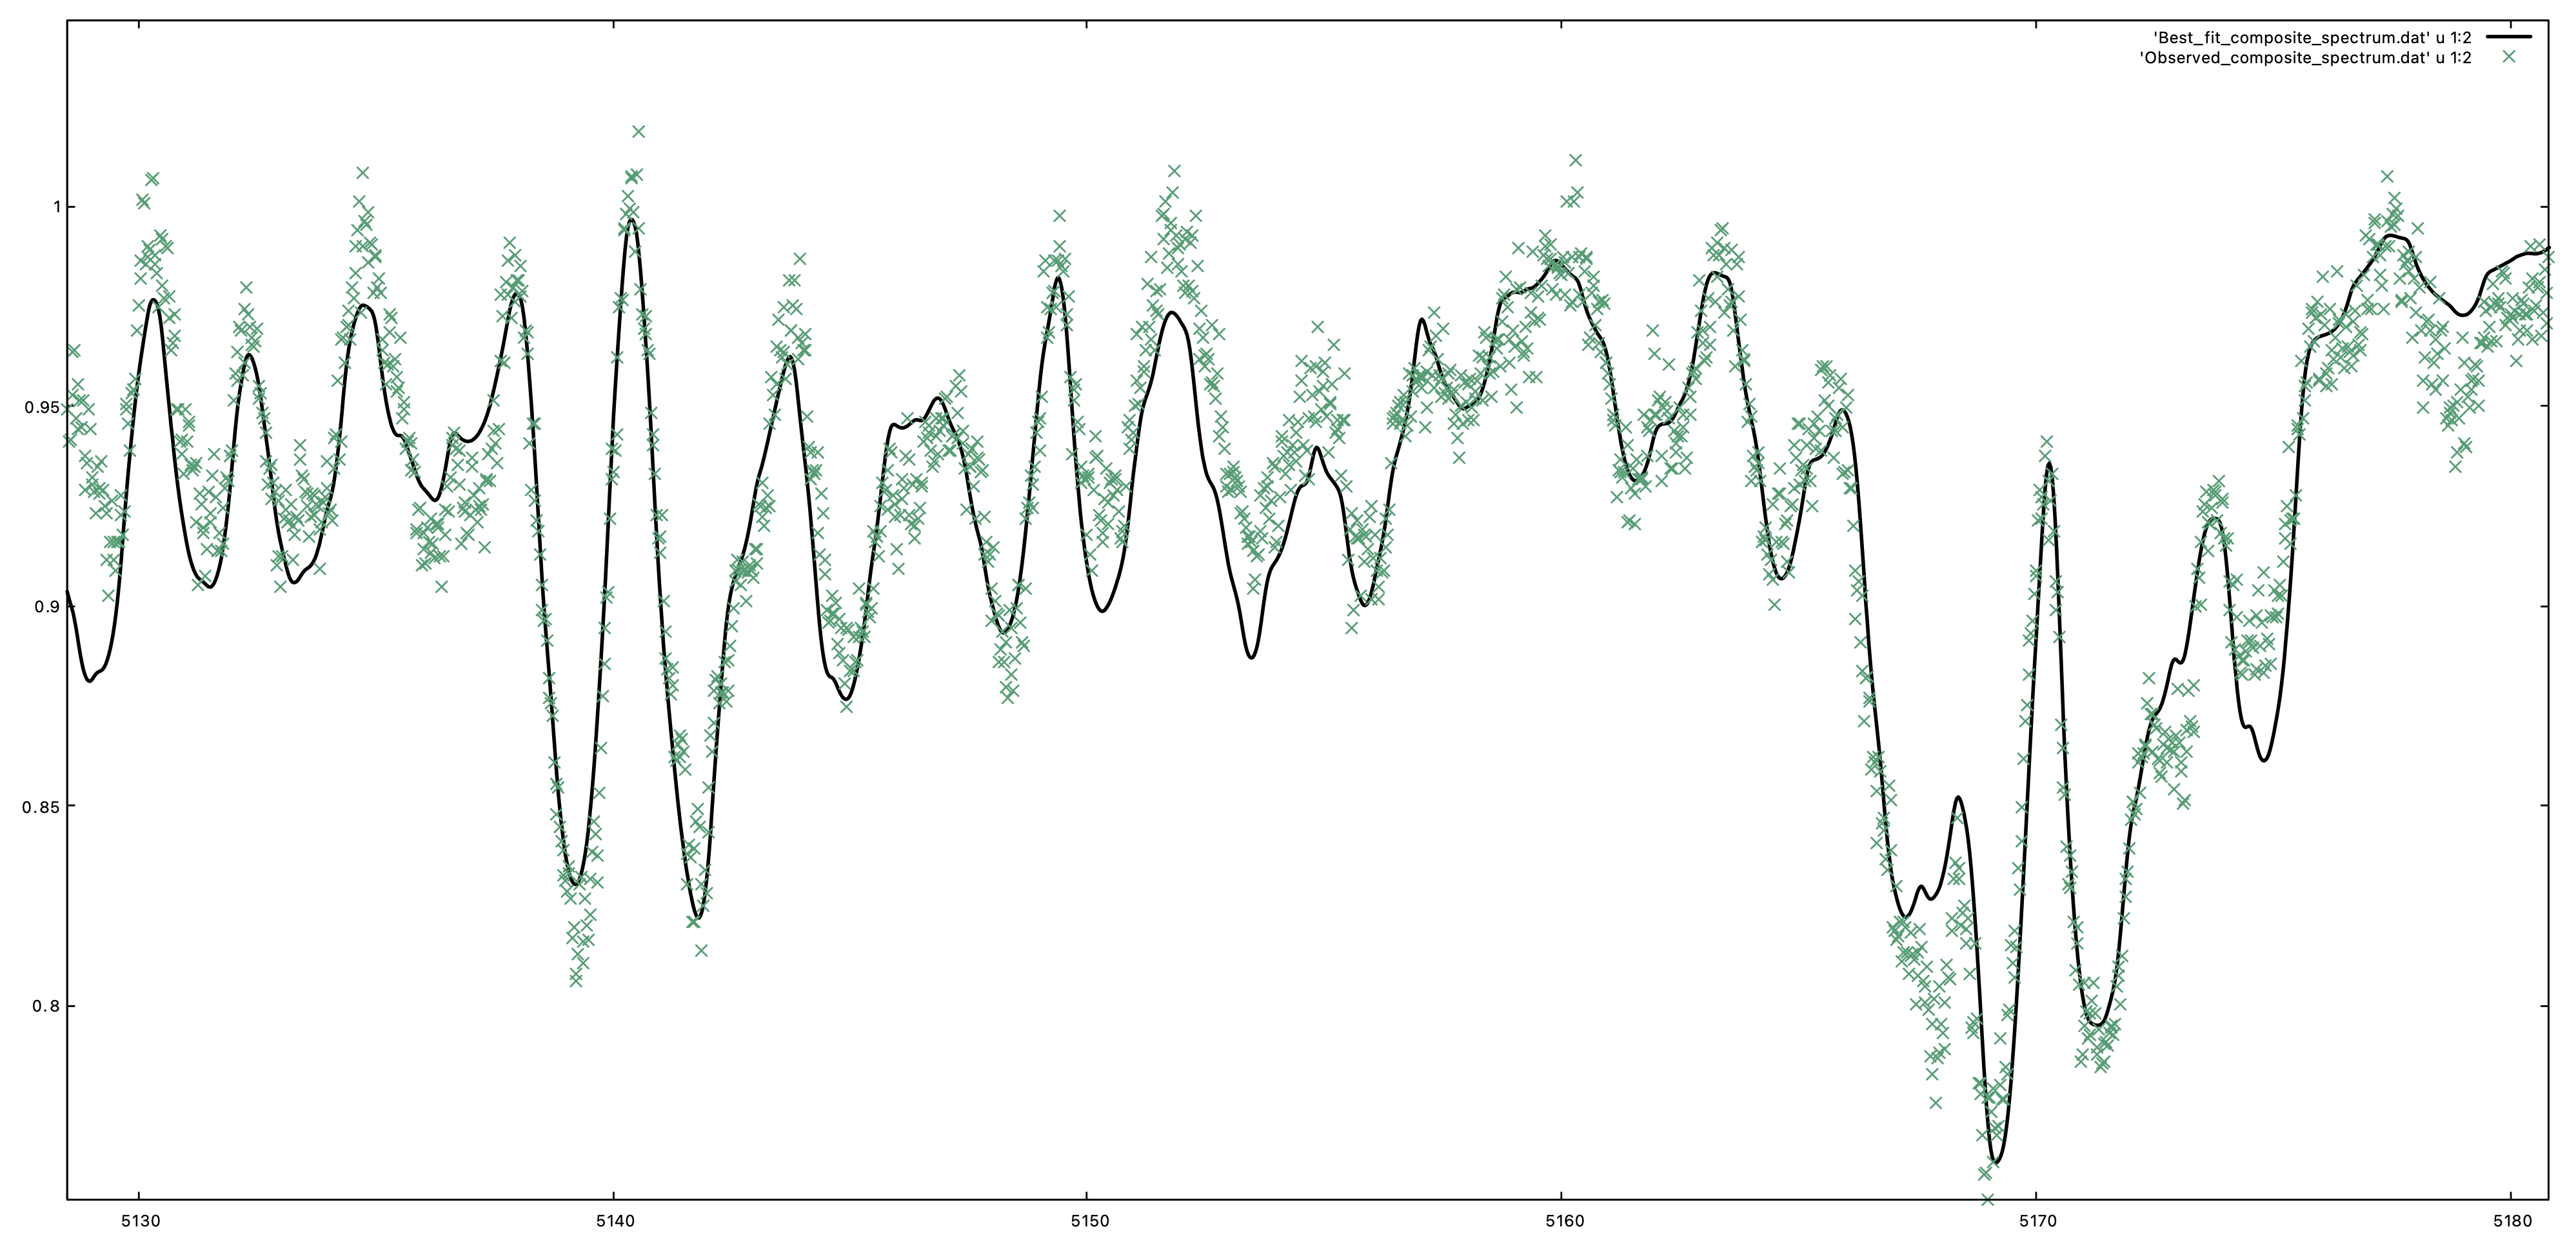 'Best_fit_composite_spectrum.dat' u 1:2
'Observed_composite_spectrum.dat' u 1:2
1
0.95
0.9
0.85
0.8
5130 5140 5150 5160 5170 5180